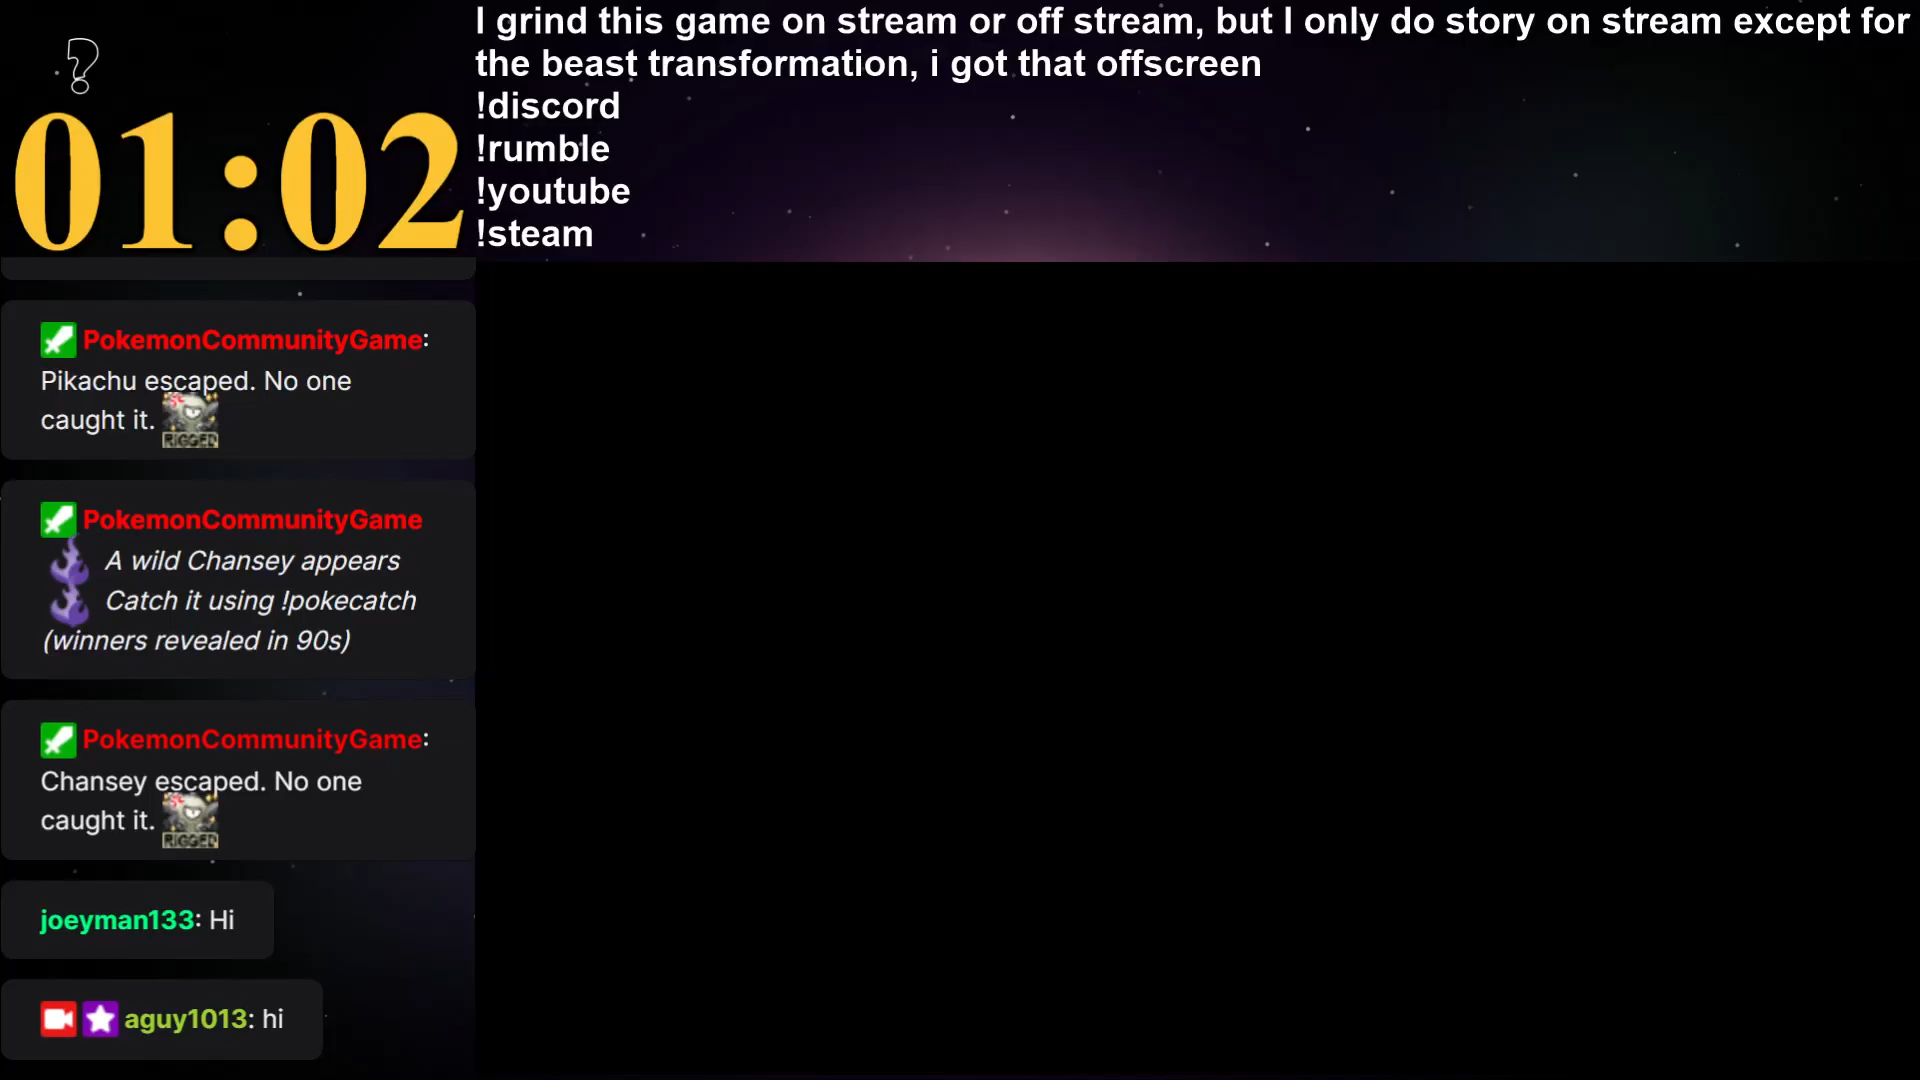 I grind this game on stream or off stream, but I only do story on stream except for
the beast transformation, i got that offscreen
!discord
!rumble
!youtube
!steam
?
01:02
PokemonCommunityGame:
Pikachu escaped. No one
caught it. RIGGED
PokemonCommunityGame
A wild Chansey appears
Catch it using !pokecatch
(winners revealed in 90s)
PokemonCommunityGame:
Chansey escaped. No one
caught it. RIGGED
joeyman133: Hi
aguy1013: hi